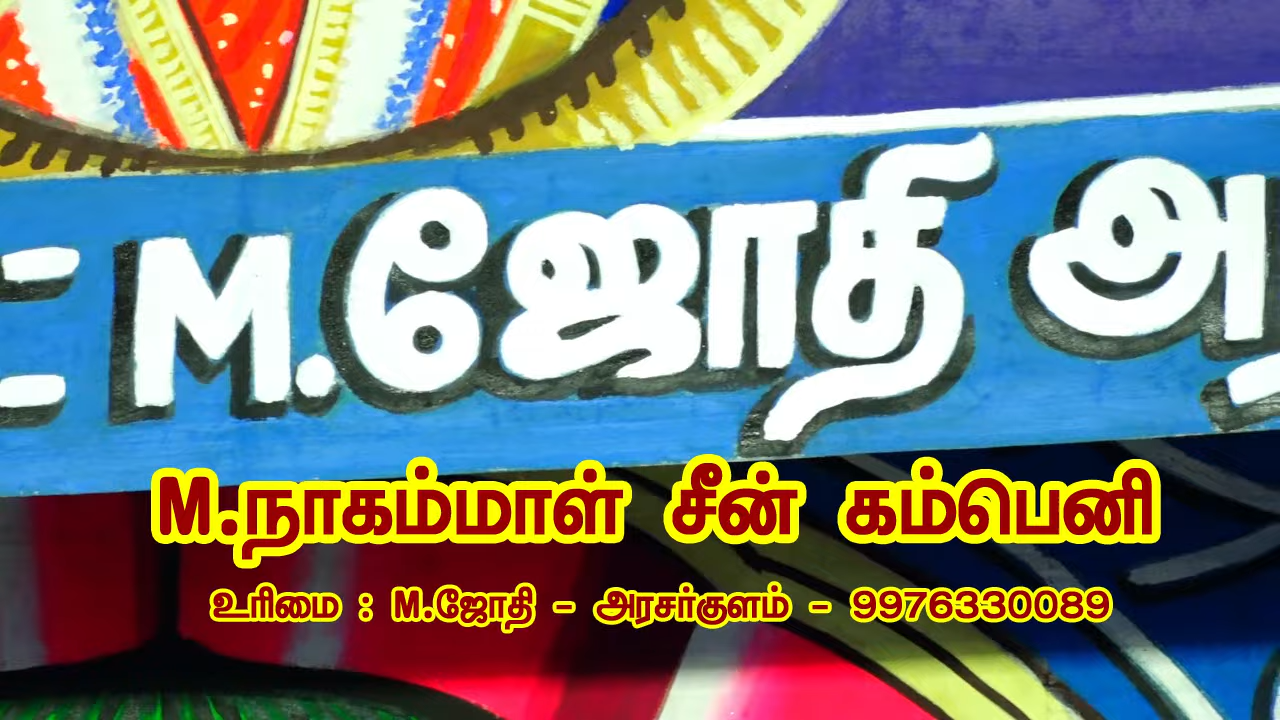 : M.ஜோதி அ
M.நாகம்மாள் சீன் கம்பெனி
உரிமை : M.ஜோதி - அரசர்குளம் - 9976330089